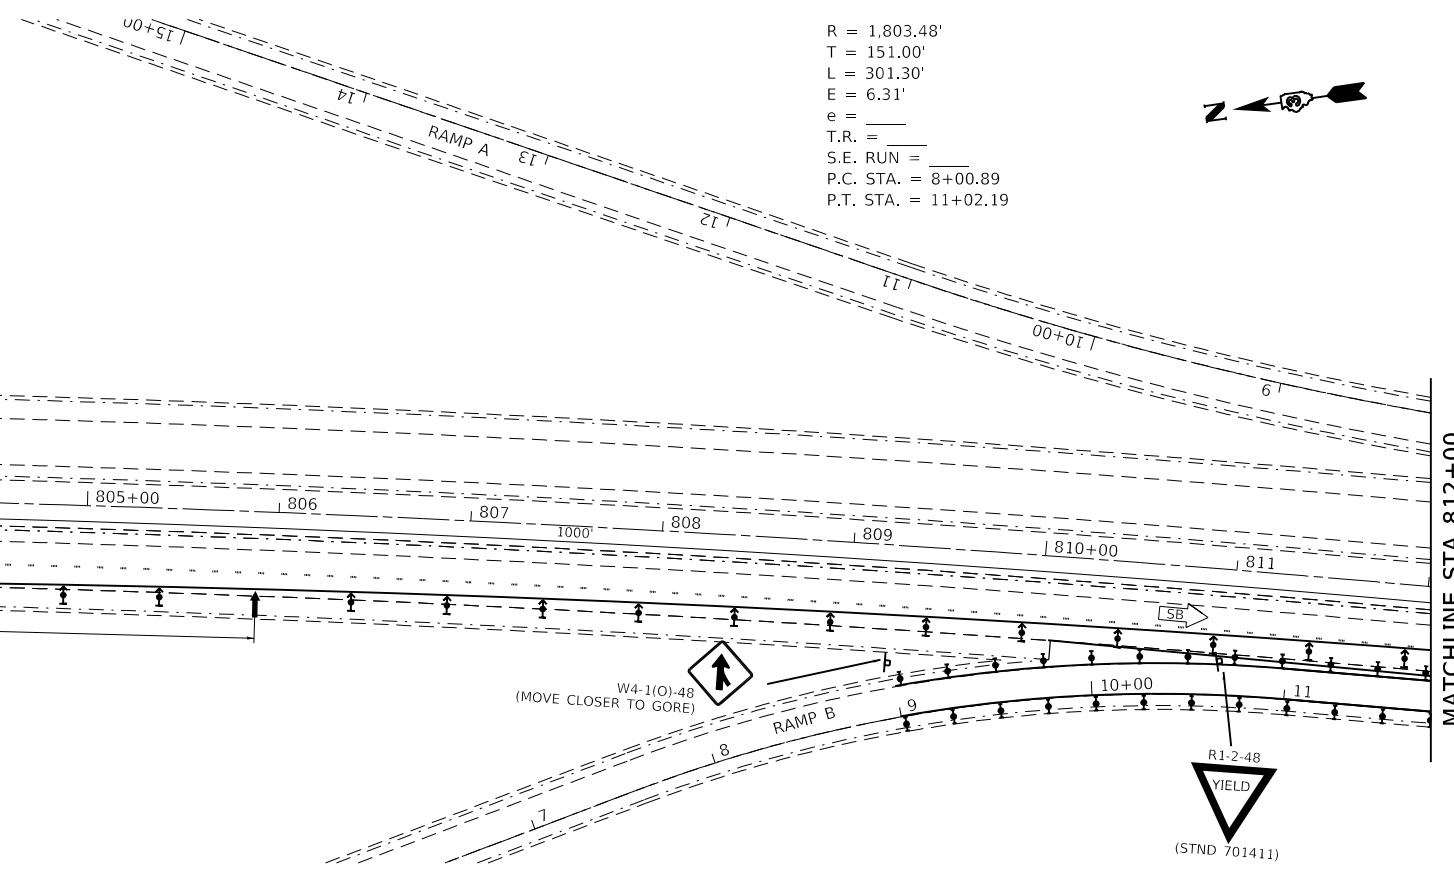 R = 1,803.48'
T = 151.00'
L = 301.30'
E = 6.31'
e = ____
T.R. = ____
S.E. RUN = ____
P.C. STA. = 8+00.89
P.T. STA. = 11+02.19
N
15+00
14
RAMP A
13
12
11
10+00
9
805+00
806
807
1000'
808
809
810+00
811
SB
MATCHLINE STA 812+00
W4-1(O)-48
(MOVE CLOSER TO GORE)
RAMP B
7
8
9
10+00
11
R1-2-48
YIELD
(STND 701411)